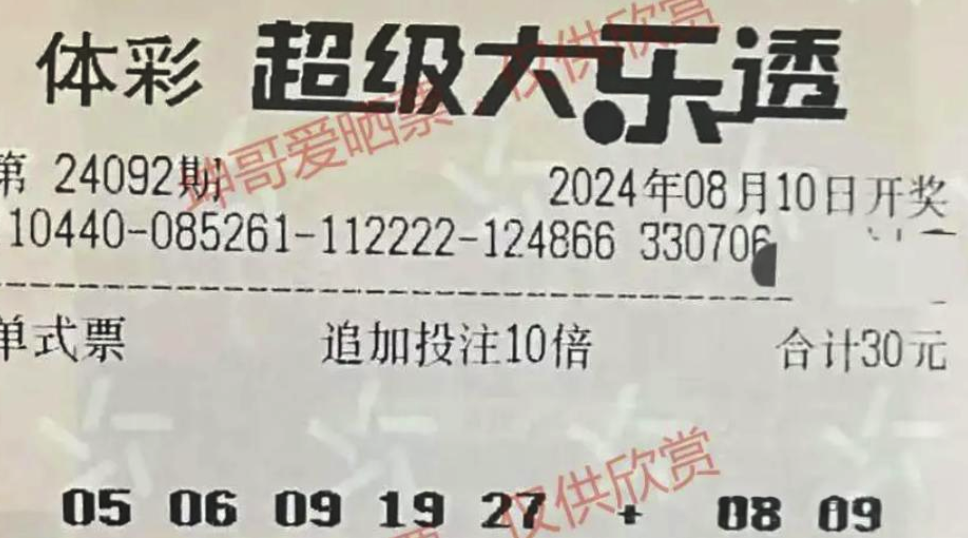 体彩 超级大乐透
第 24092期
2024年08月10日开奖
10440-085261-112222-124866 330706
单式票 追加投注10倍 合计30元
05 06 09 19 27 + 08 09
坤哥爱晒票，仅供欣赏
仅供欣赏